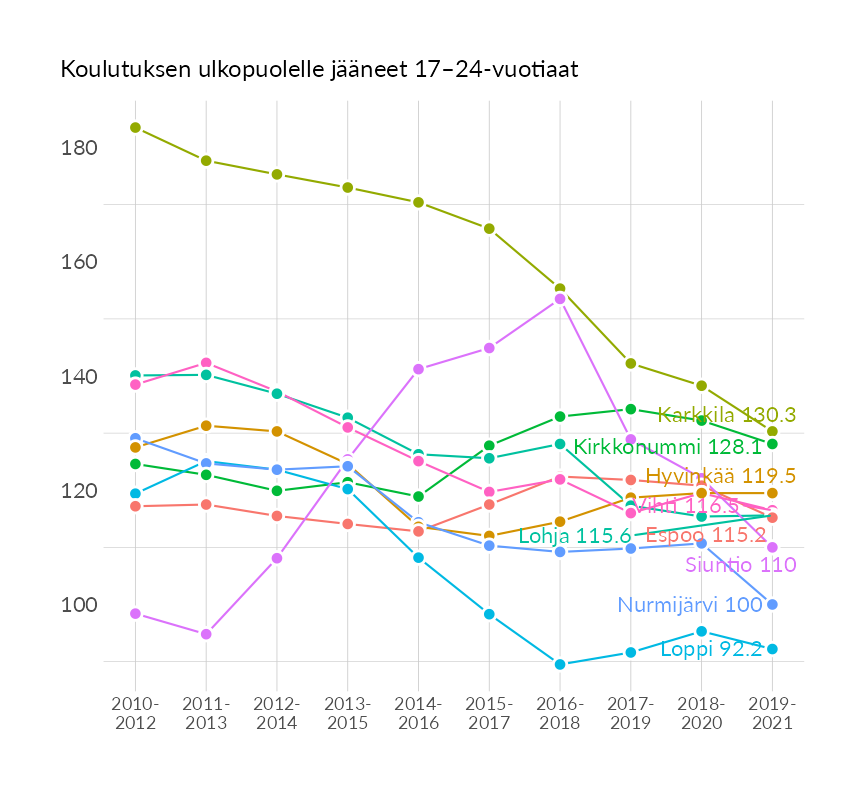 Koulutuksen ulkopuolelle jääneet 17–24-vuotiaat
180
160
140
120
100
Karkkila 130.3
Kirkkonummi 128.1
Hyvinkää 119.5
Vihti 116.5
Lohja 115.6
Espoo 115.2
Siuntio 110
Nurmijärvi 100
Loppi 92.2
2010-
2012
2011-
2013
2012-
2014
2013-
2015
2014-
2016
2015-
2017
2016-
2018
2017-
2019
2018-
2020
2019-
2021